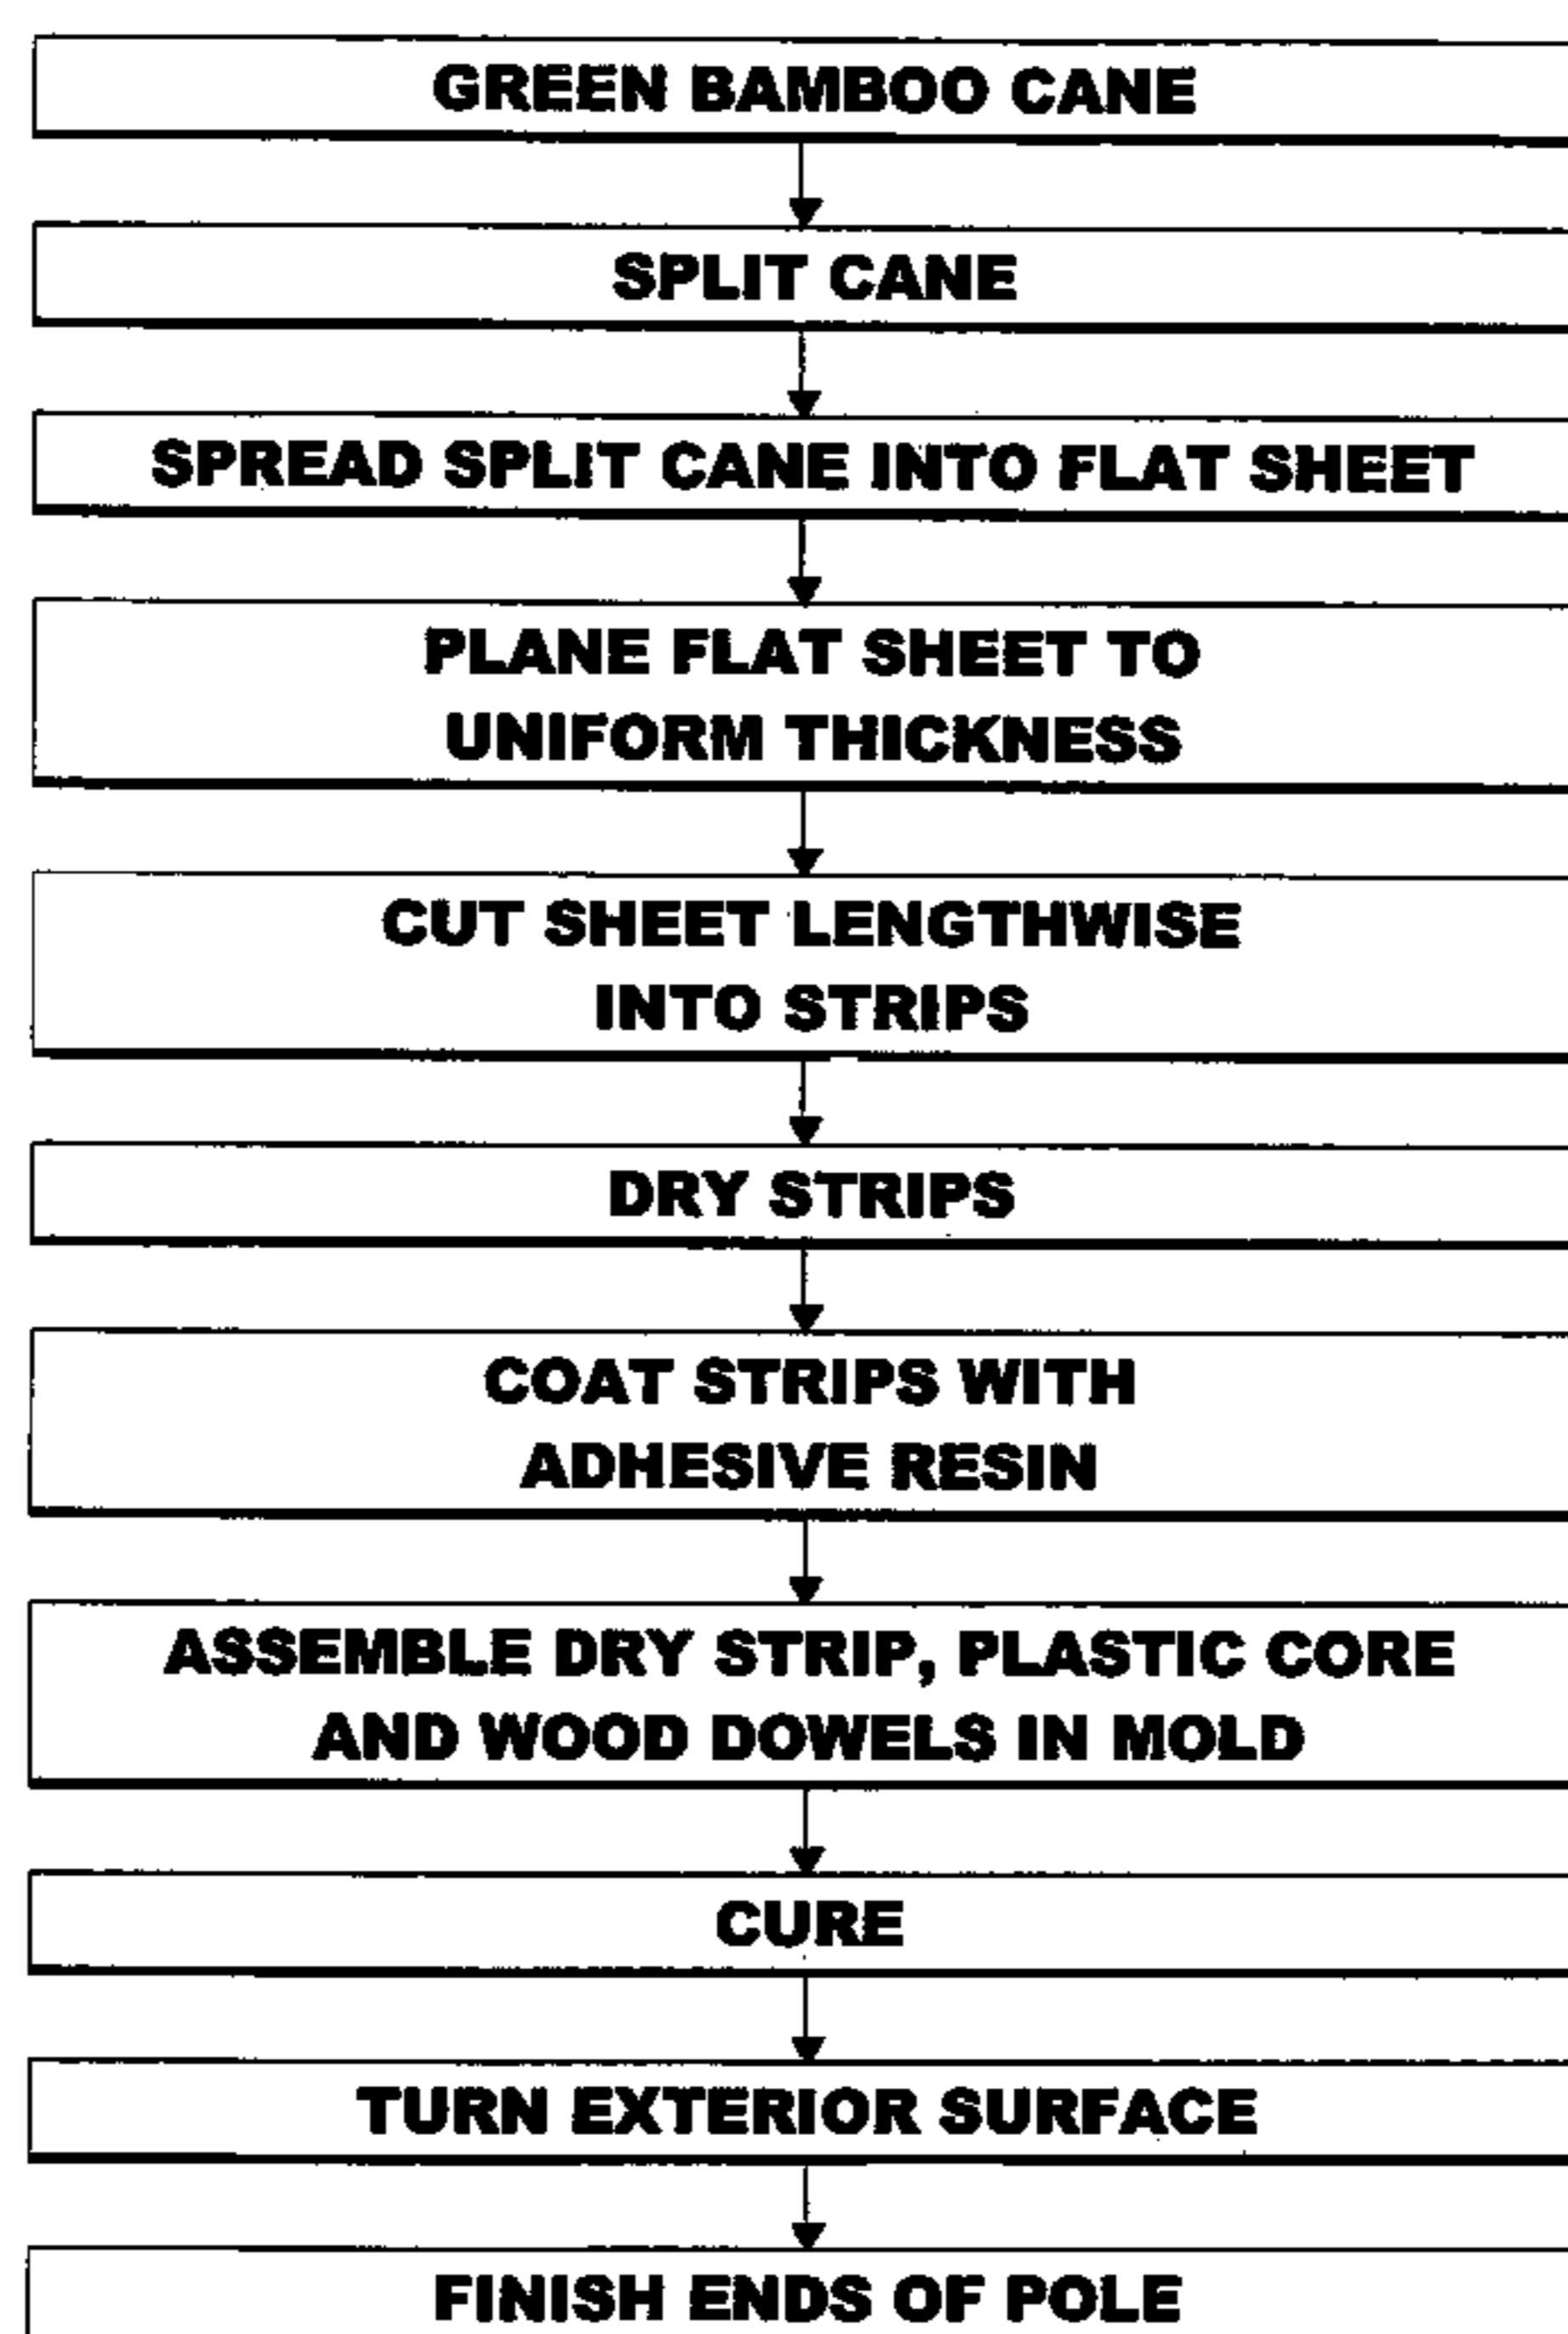 GREEN BAMBOO CANE
SPLIT CANE
SPREAD SPLIT CANE INTO FLAT SHEET
PLANE FLAT SHEET TO
UNIFORM THICKNESS
CUT SHEET LENGTHWISE
INTO STRIPS
DRY STRIPS
COAT STRIPS WITH
ADHESIVE RESIN
ASSEMBLE DRY STRIP, PLASTIC CORE
AND WOOD DOWELS IN MOLD
CURE
TURN EXTERIOR SURFACE
FINISH ENDS OF POLE